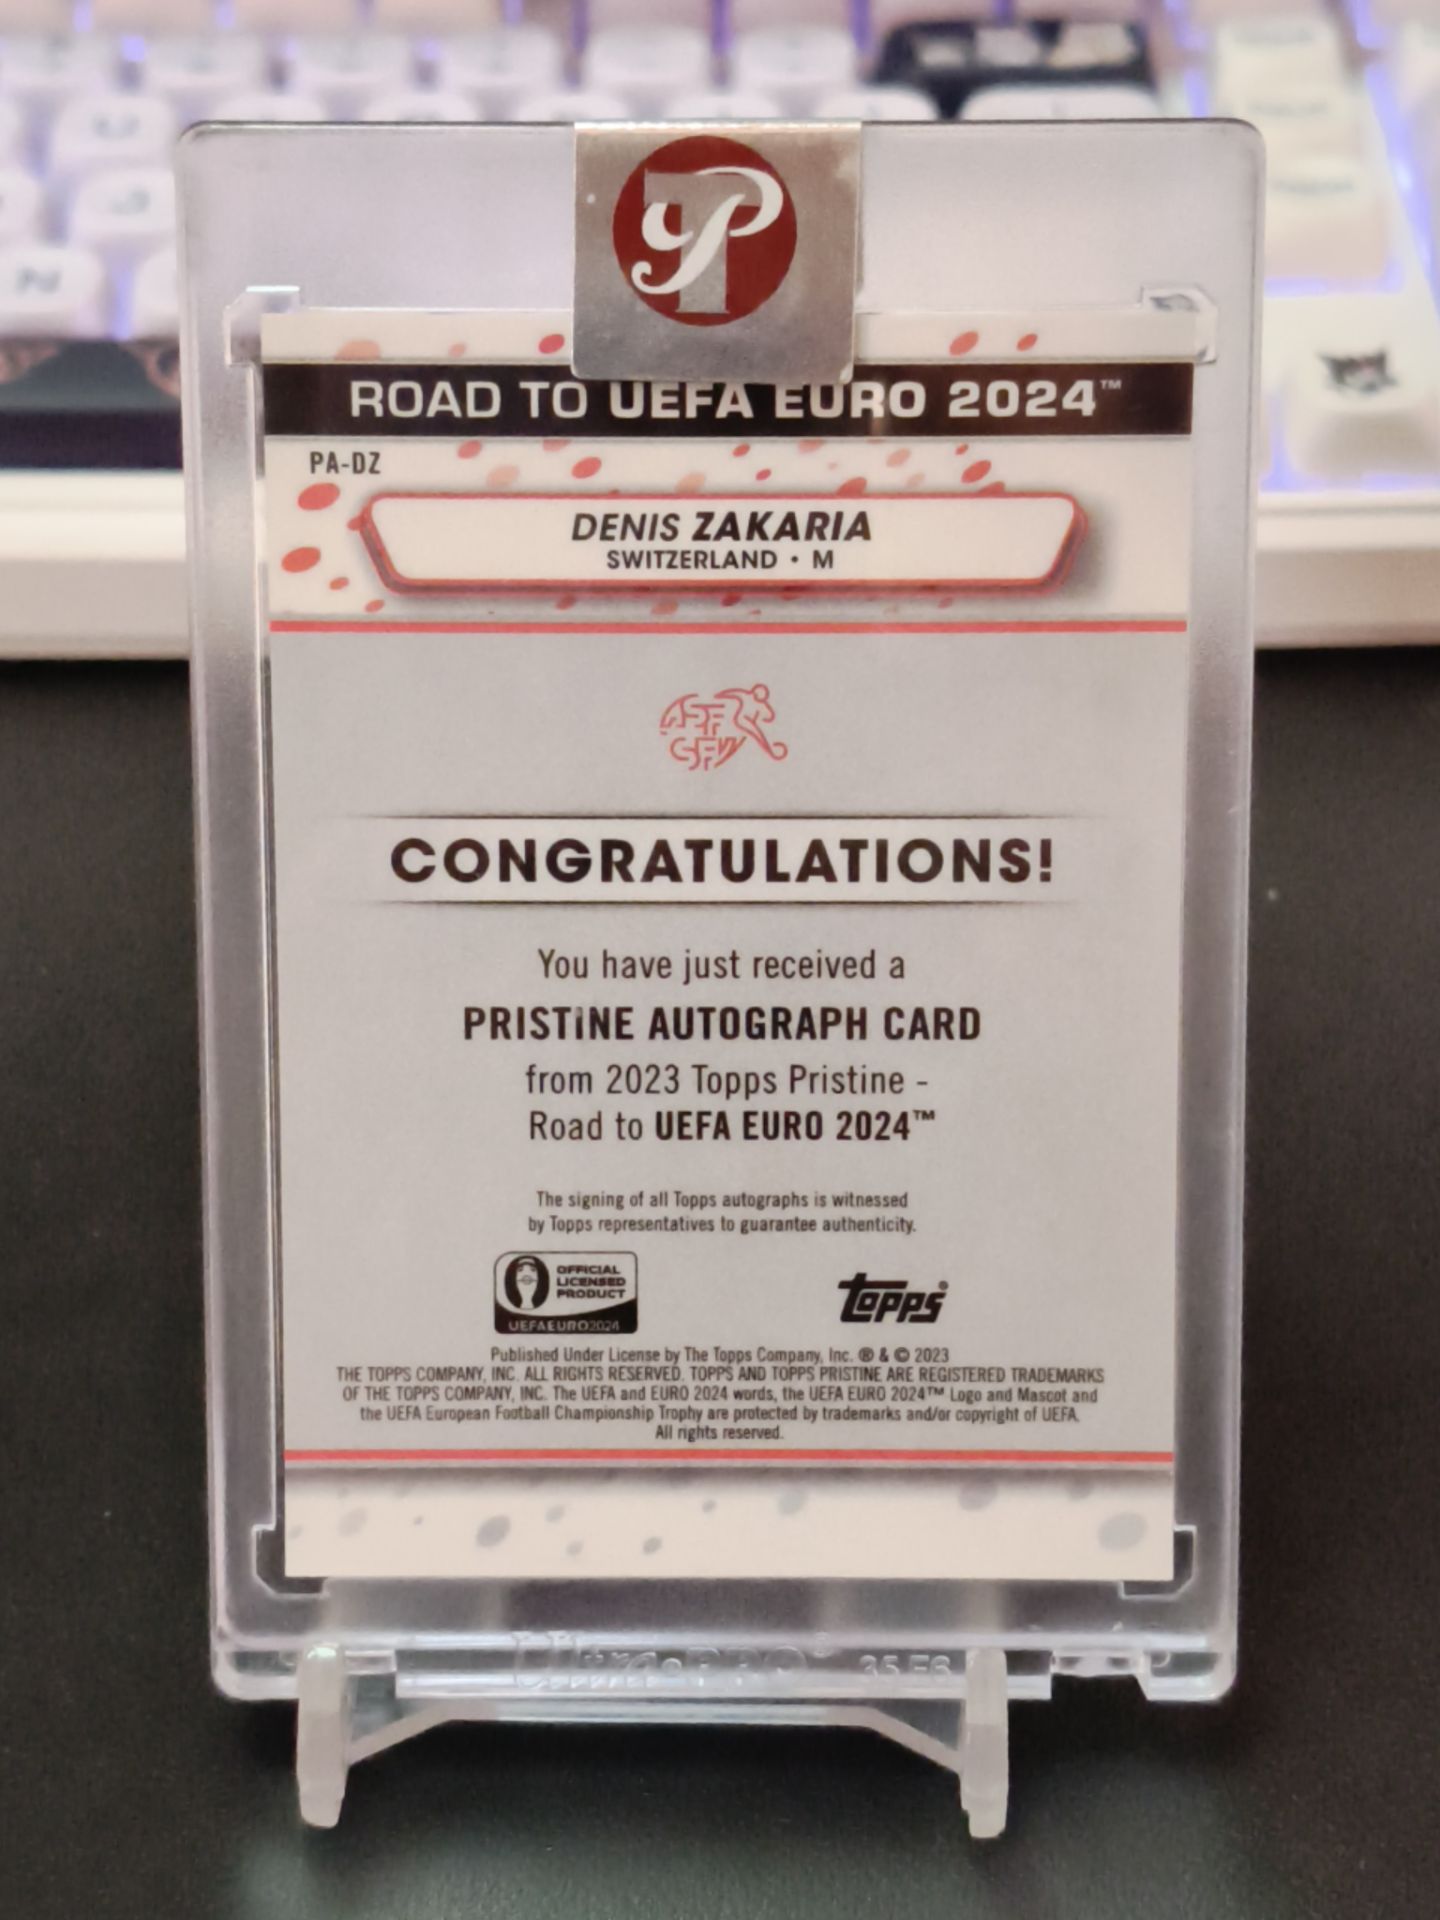 ROAD TO UEFA EURO 2024™
PA-DZ
DENIS ZAKARIA
SWITZERLAND • M
ASF
SFV
CONGRATULATIONS!
You have just received a
PRISTINE AUTOGRAPH CARD
from 2023 Topps Pristine -
Road to UEFA EURO 2024™
The signing of all Topps autographs is witnessed
by Topps representatives to guarantee authenticity.
OFFICIAL
LICENSED
PRODUCT
UEFAEURO2024
topps®
Published Under License by The Topps Company, Inc. ® & © 2023
THE TOPPS COMPANY, INC. ALL RIGHTS RESERVED. TOPPS AND TOPPS PRISTINE ARE REGISTERED TRADEMARKS
OF THE TOPPS COMPANY, INC. The UEFA and EURO 2024 words, the UEFA EURO 2024™ Logo and Mascot and
the UEFA European Football Championship Trophy are protected by trademarks and/or copyright of UEFA.
All rights reserved.
Ultra•PRO®